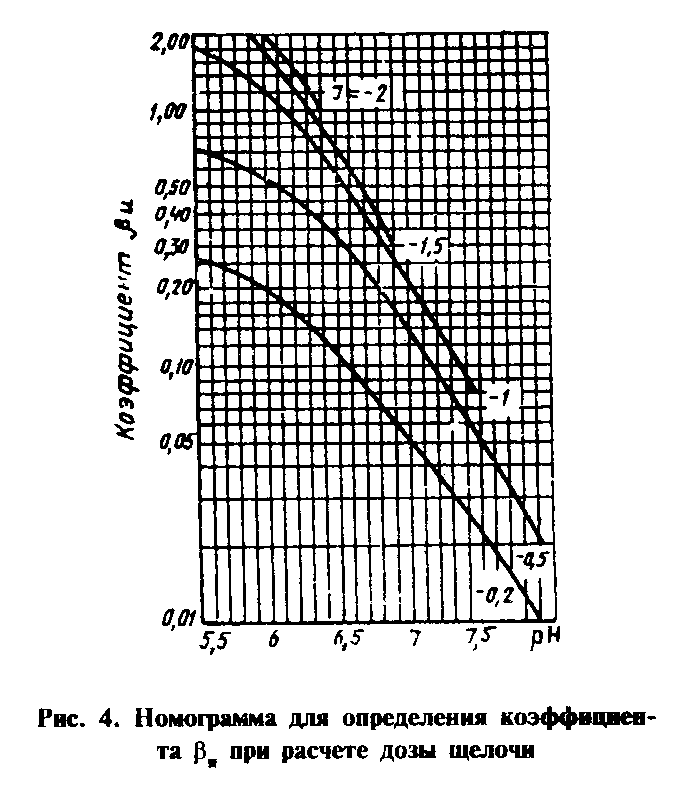 2,00
1,00
0,50
0,40
0,30
0,20
0,10
0,05
0,01
Коэффициент βи
J = -2
-1,5
-1
-0,5
-0,2
5,5 6 6,5 7 7,5 pH
Рис. 4. Номограмма для определения коэффициен-
та βи при расчете дозы щелочи